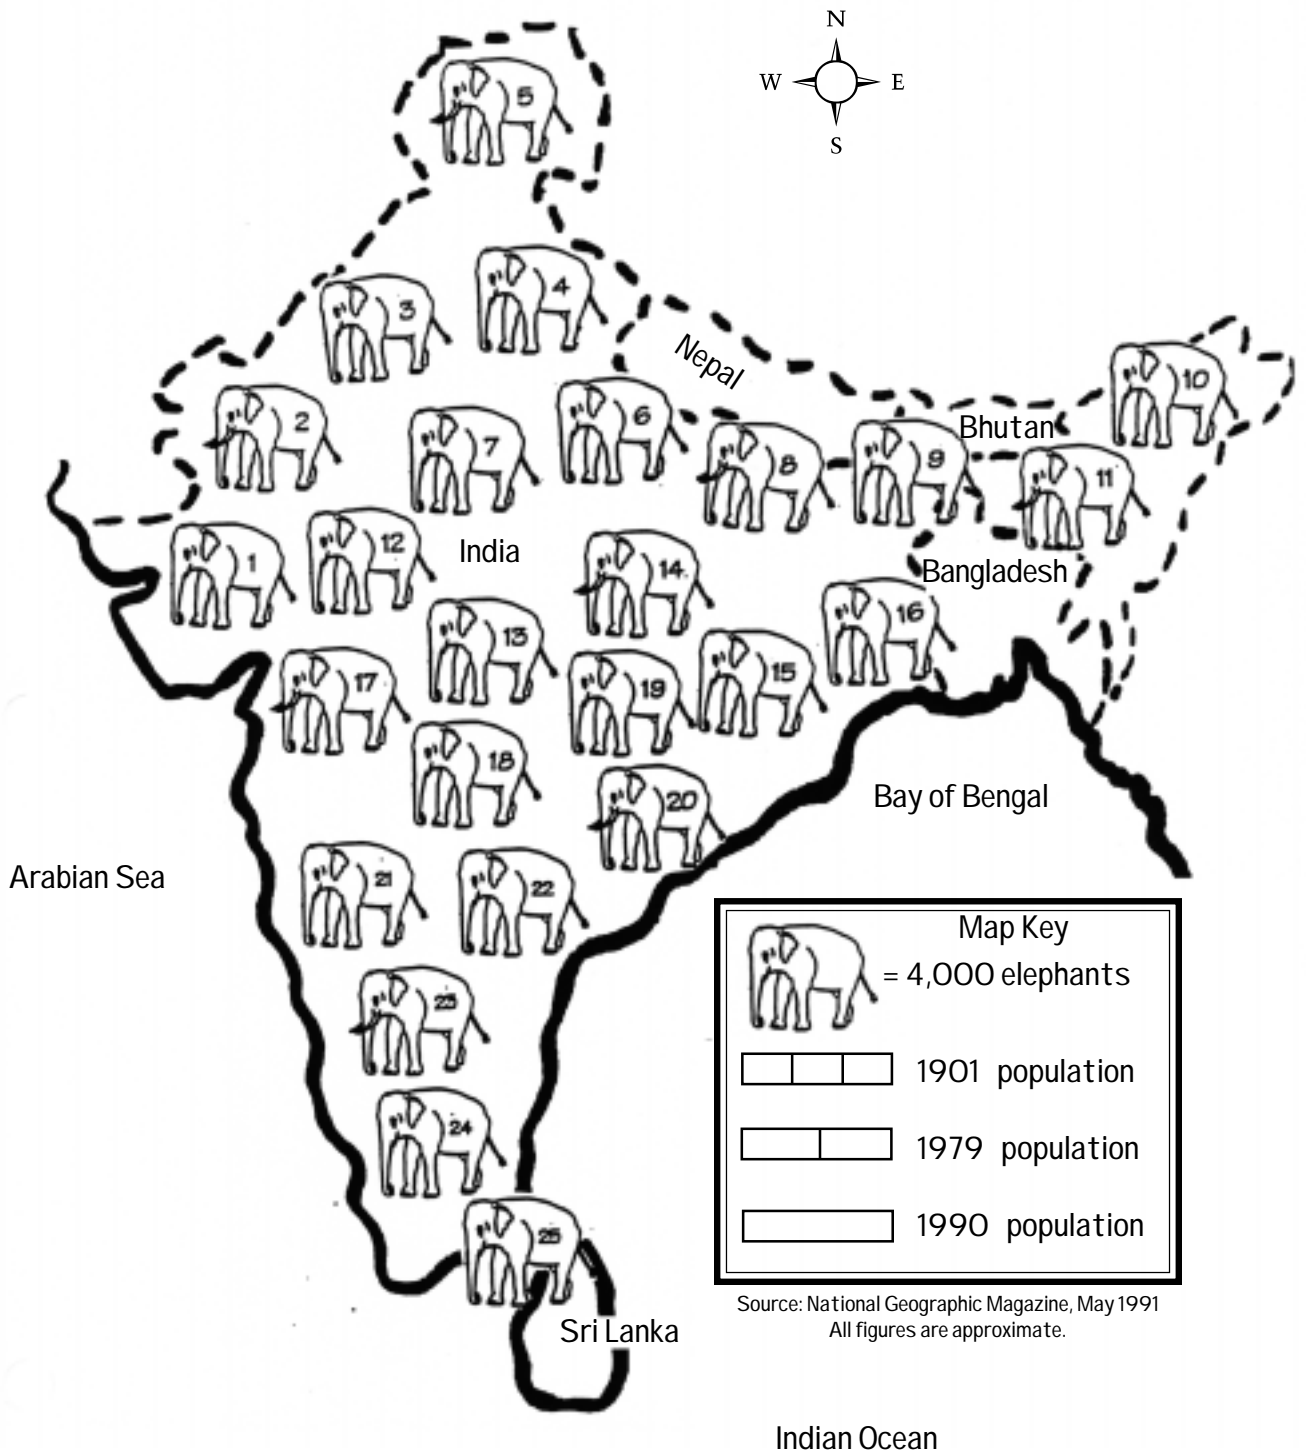 N
W E
S
5
4
3
Nepal
10
2
6
7
Bhutan
8
9
11
1
12
India
14
Bangladesh
16
13
17
19
15
18
20
Bay of Bengal
Arabian Sea
21
22
23
24
25
Map Key
= 4,000 elephants
1901 population
1979 population
1990 population
Source: National Geographic Magazine, May 1991
All figures are approximate.
Sri Lanka
Indian Ocean